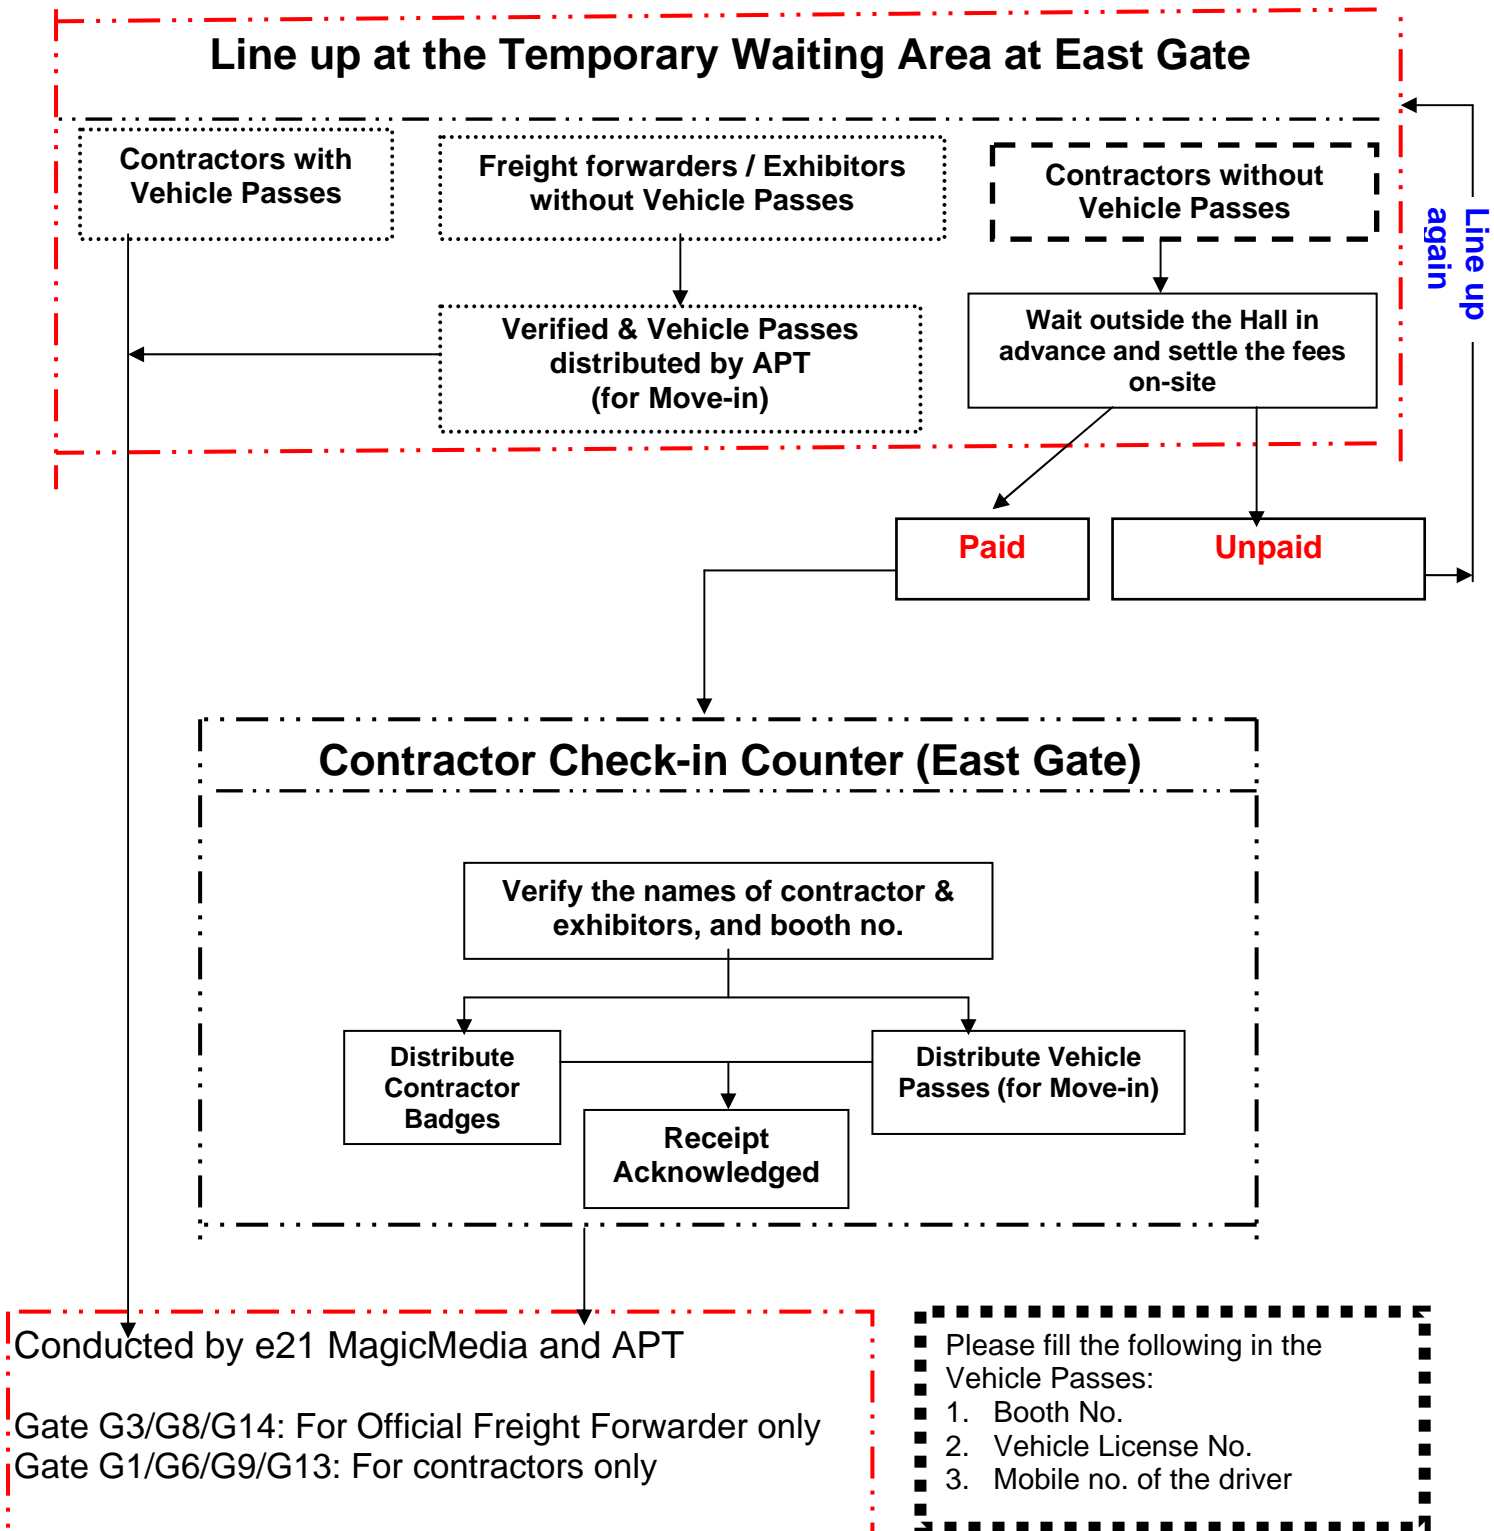 Line up at the Temporary Waiting Area at East Gate
Contractors with
Vehicle Passes
Freight forwarders / Exhibitors
without Vehicle Passes
Contractors without
Vehicle Passes
Line up
again
Verified & Vehicle Passes
distributed by APT
(for Move-in)
Wait outside the Hall in
advance and settle the fees
on-site
Paid
Unpaid
Contractor Check-in Counter (East Gate)
Verify the names of contractor &
exhibitors, and booth no.
Distribute
Contractor
Badges
Distribute Vehicle
Passes (for Move-in)
Receipt
Acknowledged
Conducted by e21 MagicMedia and APT
Gate G3/G8/G14: For Official Freight Forwarder only
Gate G1/G6/G9/G13: For contractors only
Please fill the following in the
Vehicle Passes:
1. Booth No.
2. Vehicle License No.
3. Mobile no. of the driver